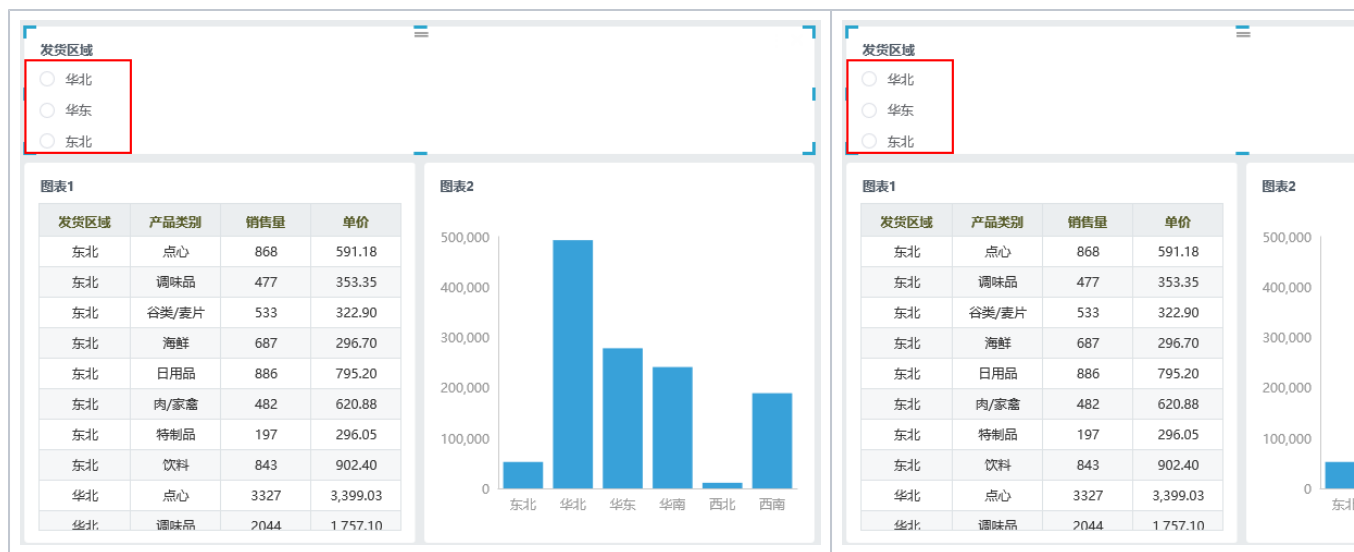 发货区域
华北
华东
东北
图表1
发货区域 产品类别 销售量 单价
东北 点心 868 591.18
东北 调味品 477 353.35
东北 谷类/麦片 533 322.90
东北 海鲜 687 296.70
东北 日用品 886 795.20
东北 肉/家禽 482 620.88
东北 特制品 197 296.05
东北 饮料 843 902.40
华北 点心 3327 3,399.03
华北 调味品 2044 1,757.10
图表2
500,000
400,000
300,000
200,000
100,000
0
东北 华北 华东 华南 西北 西南
发货区域
华北
华东
东北
图表1
发货区域 产品类别 销售量 单价
东北 点心 868 591.18
东北 调味品 477 353.35
东北 谷类/麦片 533 322.90
东北 海鲜 687 296.70
东北 日用品 886 795.20
东北 肉/家禽 482 620.88
东北 特制品 197 296.05
东北 饮料 843 902.40
华北 点心 3327 3,399.03
华北 调味品 2044 1,757.10
图表2
500,000
400,000
300,000
200,000
100,000
0
东北